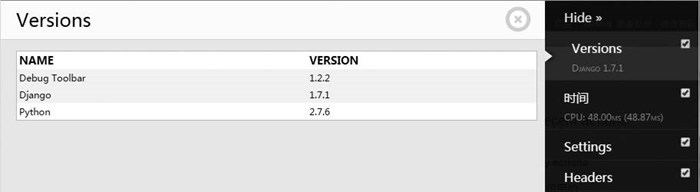 Versions
NAME VERSION
Debug Toolbar 1.2.2
Django 1.7.1
Python 2.7.6
Hide »
Versions
Django 1.7.1
时间
CPU: 48.00ms (48.87ms)
Settings
Headers